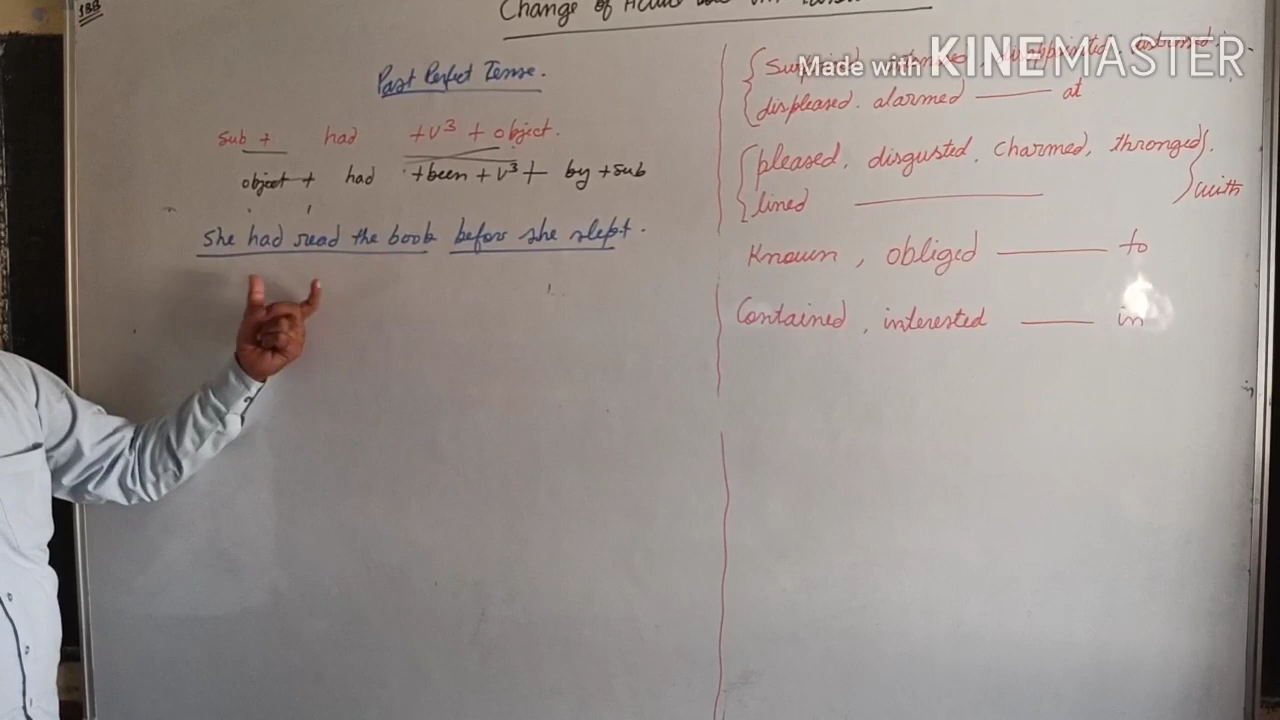 188
Change of
Past Perfect Tense.
Sub + had + V³ + object.
object + had + been + V³ + by + sub
She had read the book before she slept.
Made with KINEMASTER
displeased. alarmed ——— at
pleased, disgusted, charmed, thronged
lined ——— with
Known, obliged ——— to
Contained, interested ——— in